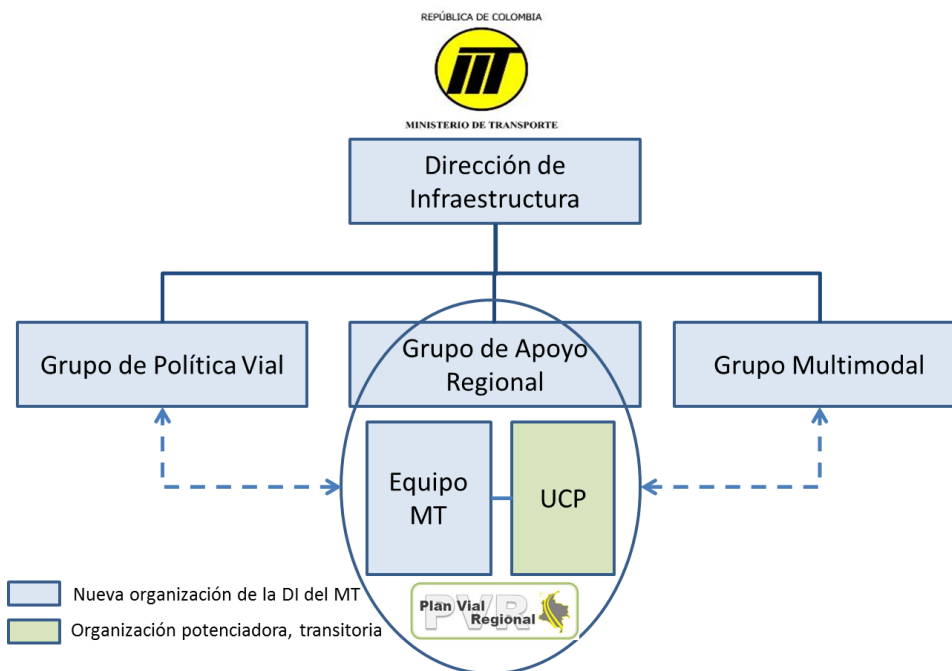 REPÚBLICA DE COLOMBIA
MT
MINISTERIO DE TRANSPORTE
Dirección de
Infraestructura
Grupo de Política Vial
Grupo de Apoyo
Regional
Grupo Multimodal
Equipo
MT
UCP
Nueva organización de la DI del MT
Organización potenciadora, transitoria
PVR
Plan Vial
Regional